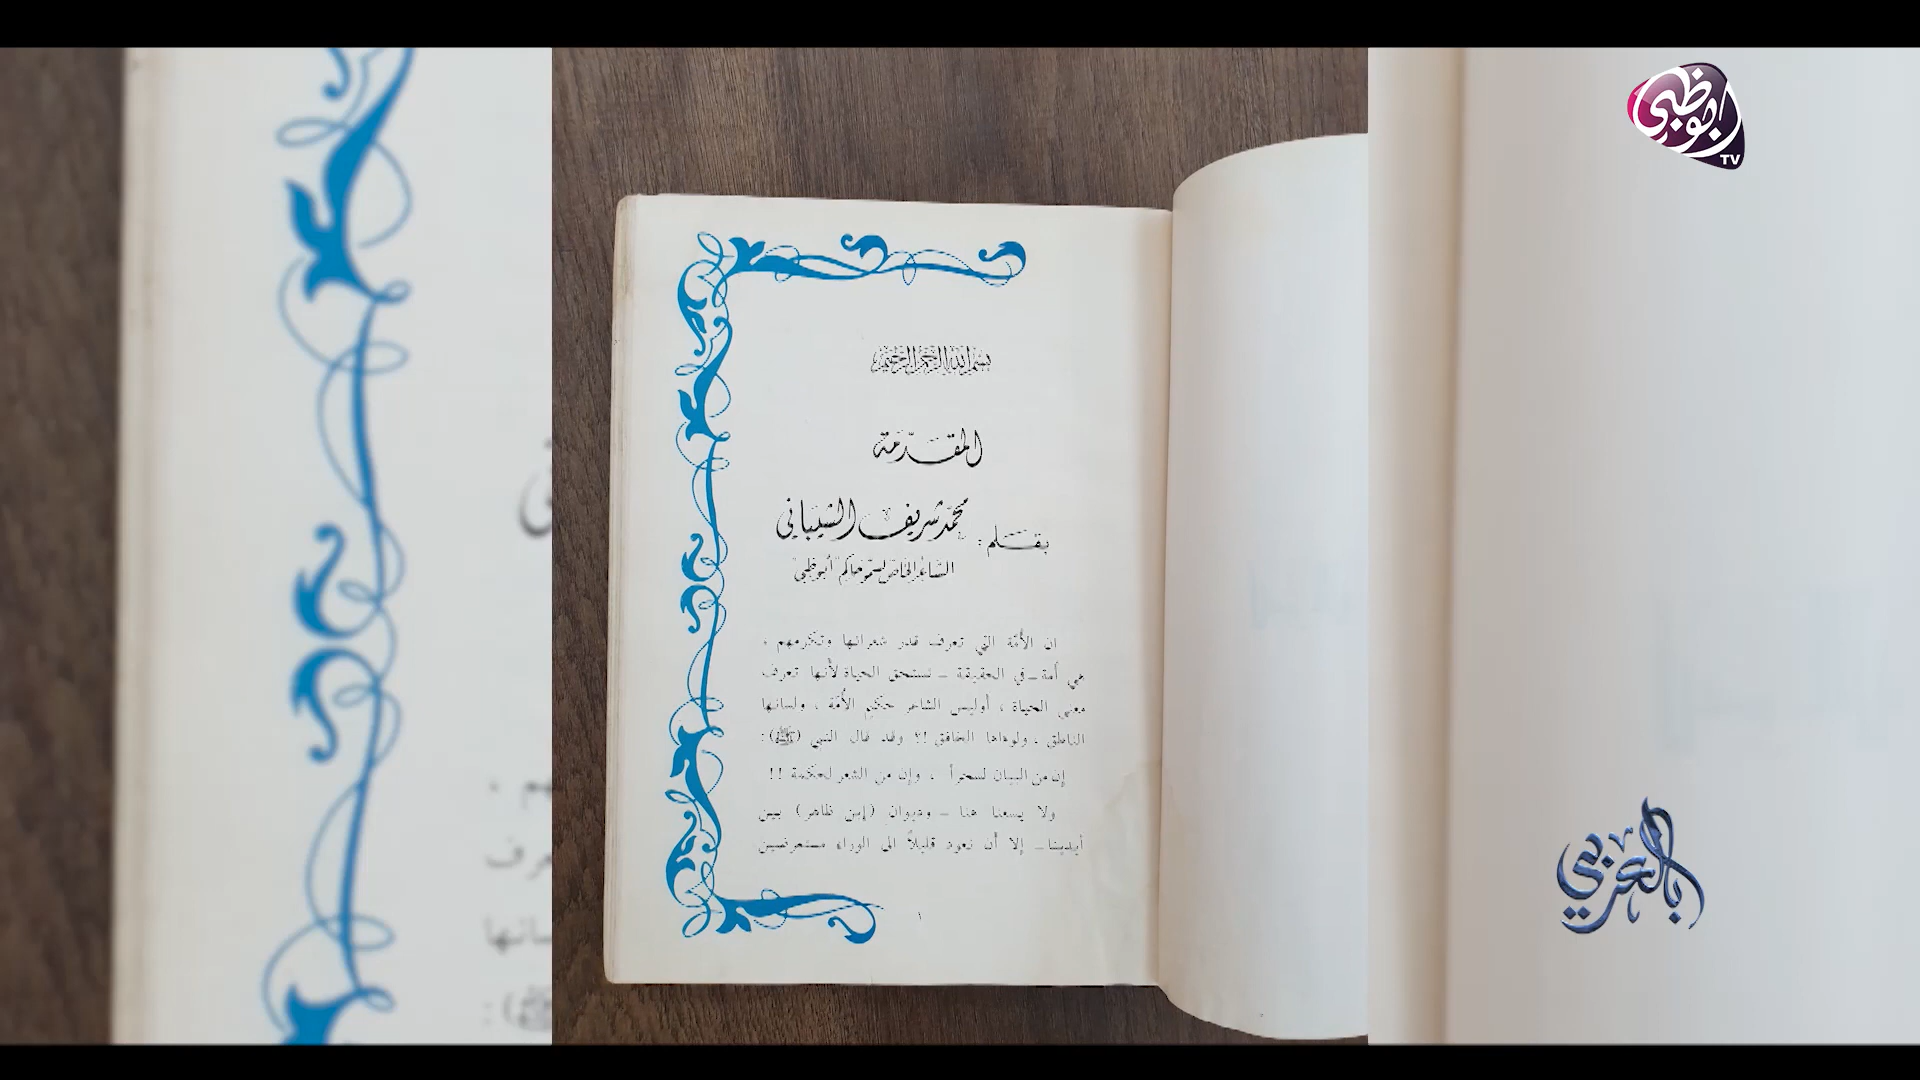 بسم الله الرحمن الرحيم
المقدمة
بقلم: محمد شريف الشيباني
الشاعر الخاص لسمو حاكم "أبوظبي"
ان الأمة التي تعرف قدر شعرائها وتكرمهم ،
هي أمة - في الحقيقة - تستحق الحياة لأنها تعرف
معنى الحياة ، أوليس الشاعر حكيم الأمة ، ولسانها
الناطق ، وفؤادها الخافق !؟ وقد قال النبي (ﷺ):
إن من البيان لسحراً ، وإن من الشعر لحكمة !!
ولا يسعنا هنا - وديوان (إبن ظاهر) بين
أيدينا - إلا أن نعود قليلاً الى الوراء مستعرضين
١
أبوظبي
TV
بالعربي